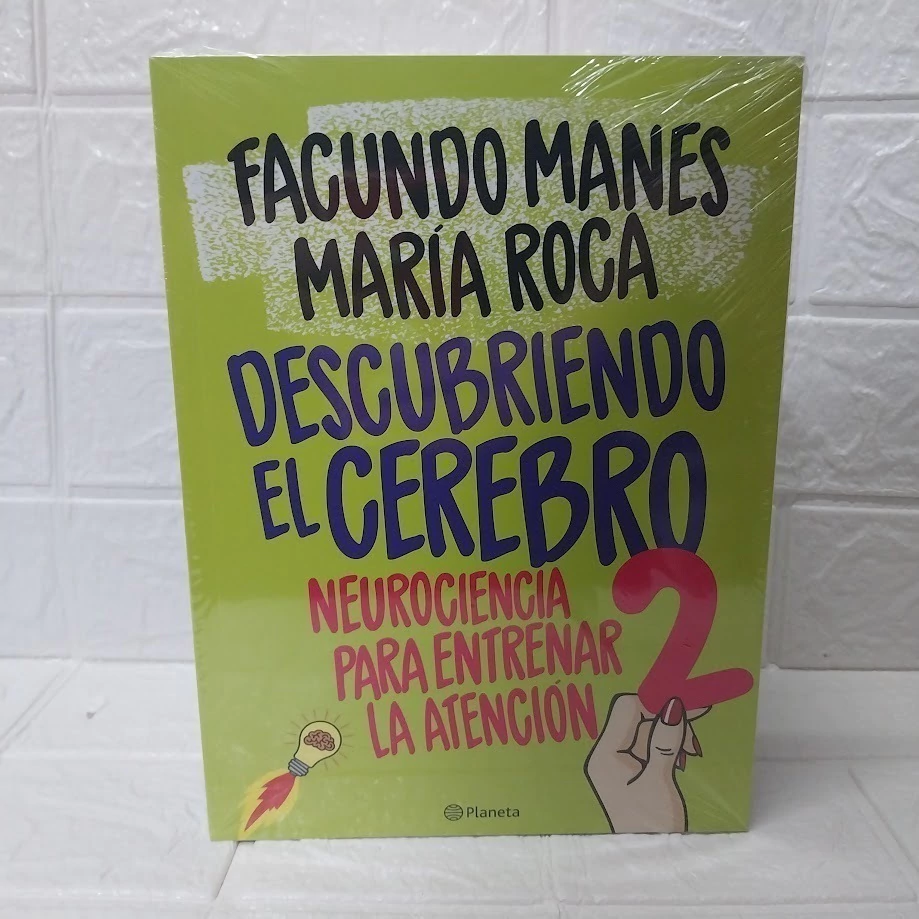 FACUNDO MANES
MARÍA ROCA
DESCUBRIENDO
EL CEREBRO
2
NEUROCIENCIA
PARA ENTRENAR
LA ATENCIÓN
Planeta